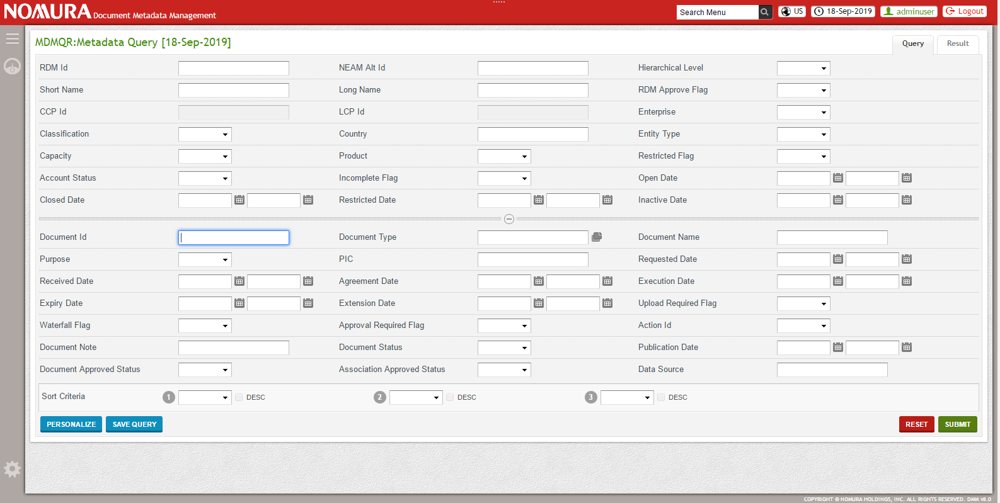 NOMURA Document Metadata Management
Search Menu US 18-Sep-2019 adminuser Logout
MDMQR:Metadata Query [18-Sep-2019] Query Result
RDM Id NEAM Alt Id Hierarchical Level
Short Name Long Name RDM Approve Flag
CCP Id LCP Id Enterprise
Classification Country Entity Type
Capacity Product Restricted Flag
Account Status Incomplete Flag Open Date
Closed Date Restricted Date Inactive Date
Document Id Document Type Document Name
Purpose PIC Requested Date
Received Date Agreement Date Execution Date
Expiry Date Extension Date Upload Required Flag
Waterfall Flag Approval Required Flag Action Id
Document Note Document Status Publication Date
Document Approved Status Association Approved Status Data Source
Sort Criteria 1 DESC 2 DESC 3 DESC
PERSONALIZE SAVE QUERY RESET SUBMIT
COPYRIGHT © NOMURA HOLDINGS, INC. ALL RIGHTS RESERVED. DMM v8.0